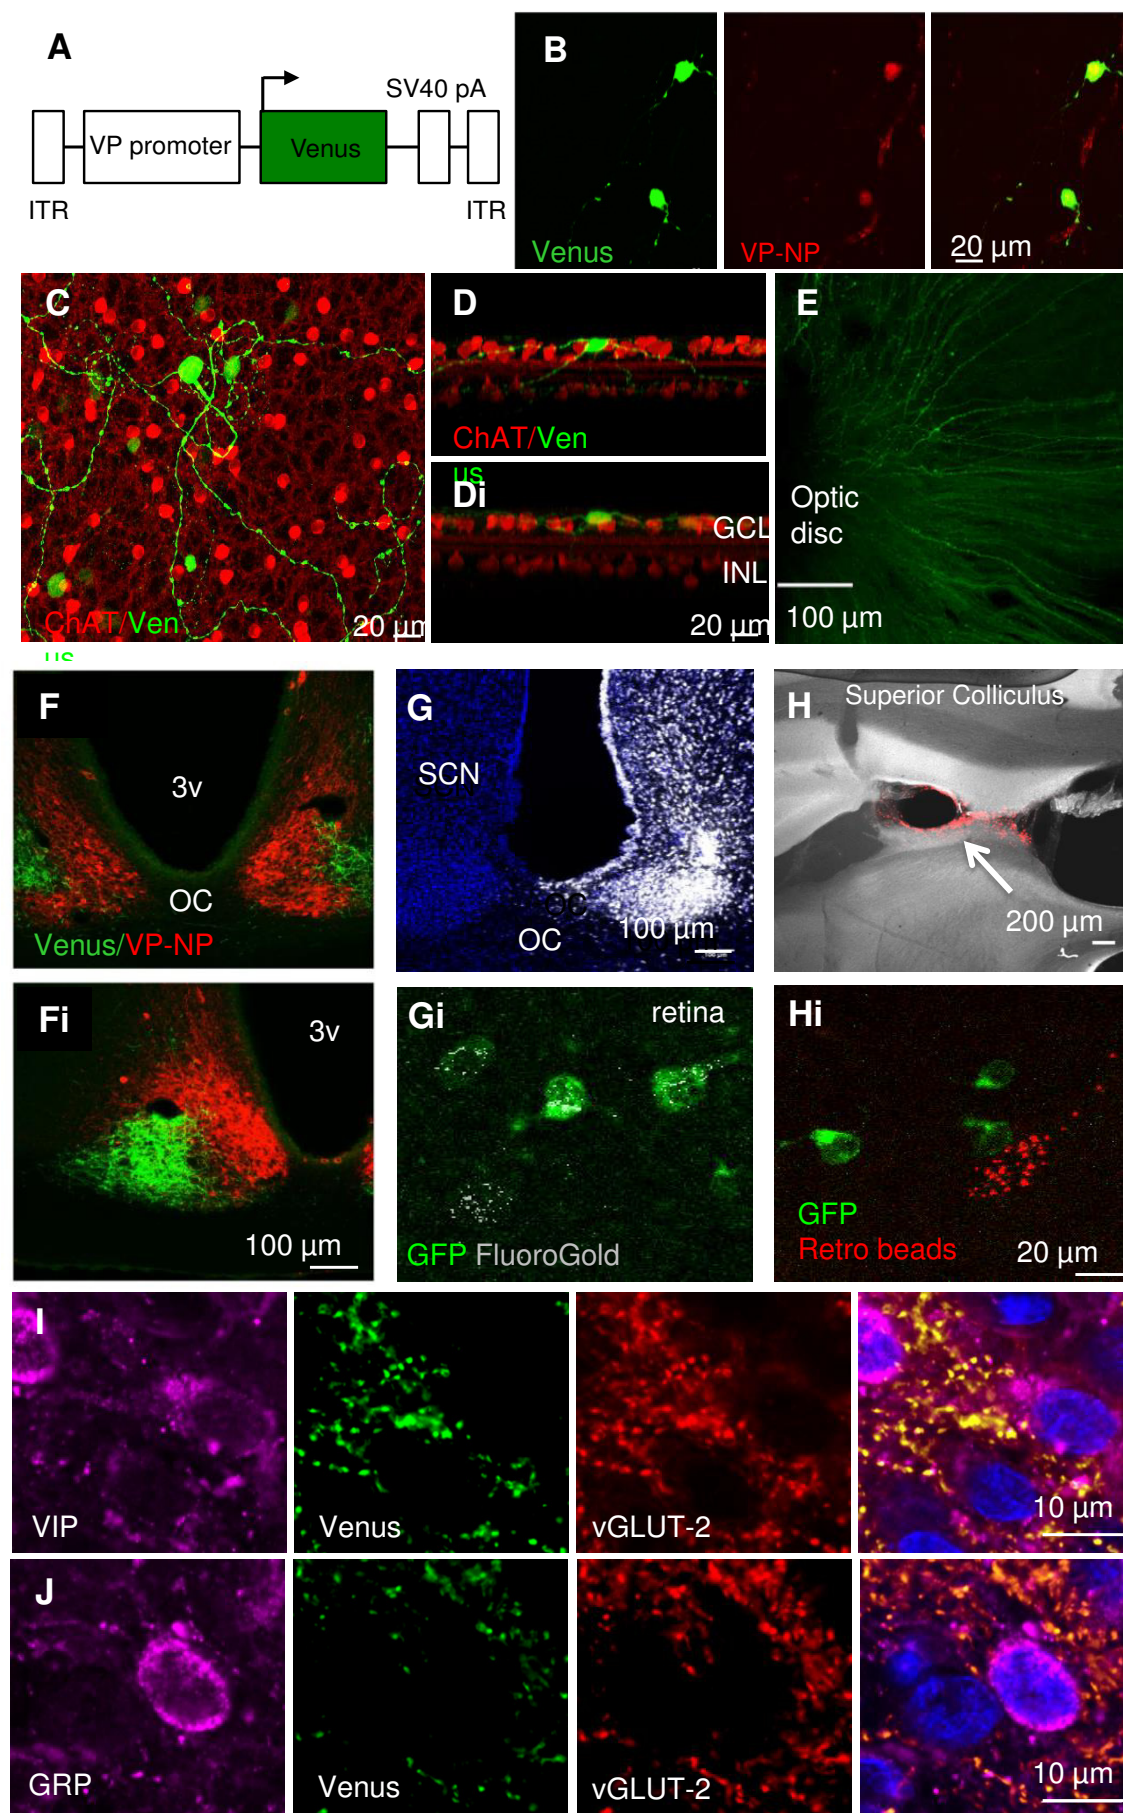 A
SV40 pA
VP promoter
Venus
ITR
ITR
B
Venus
VP-NP
20 µm
C
ChAT/Ven
us
20 µm
D
ChAT/Ven
us
Di
GCL
INL
20 µm
E
Optic
disc
100 µm
F
3v
OC
Venus/VP-NP
G
SCN
OC
OC
100 µm
H
Superior Colliculus
200 µm
Fi
3v
100 µm
Gi
retina
GFP FluoroGold
Hi
GFP
Retro beads
20 µm
I
VIP
Venus
vGLUT-2
10 µm
J
GRP
Venus
vGLUT-2
10 µm